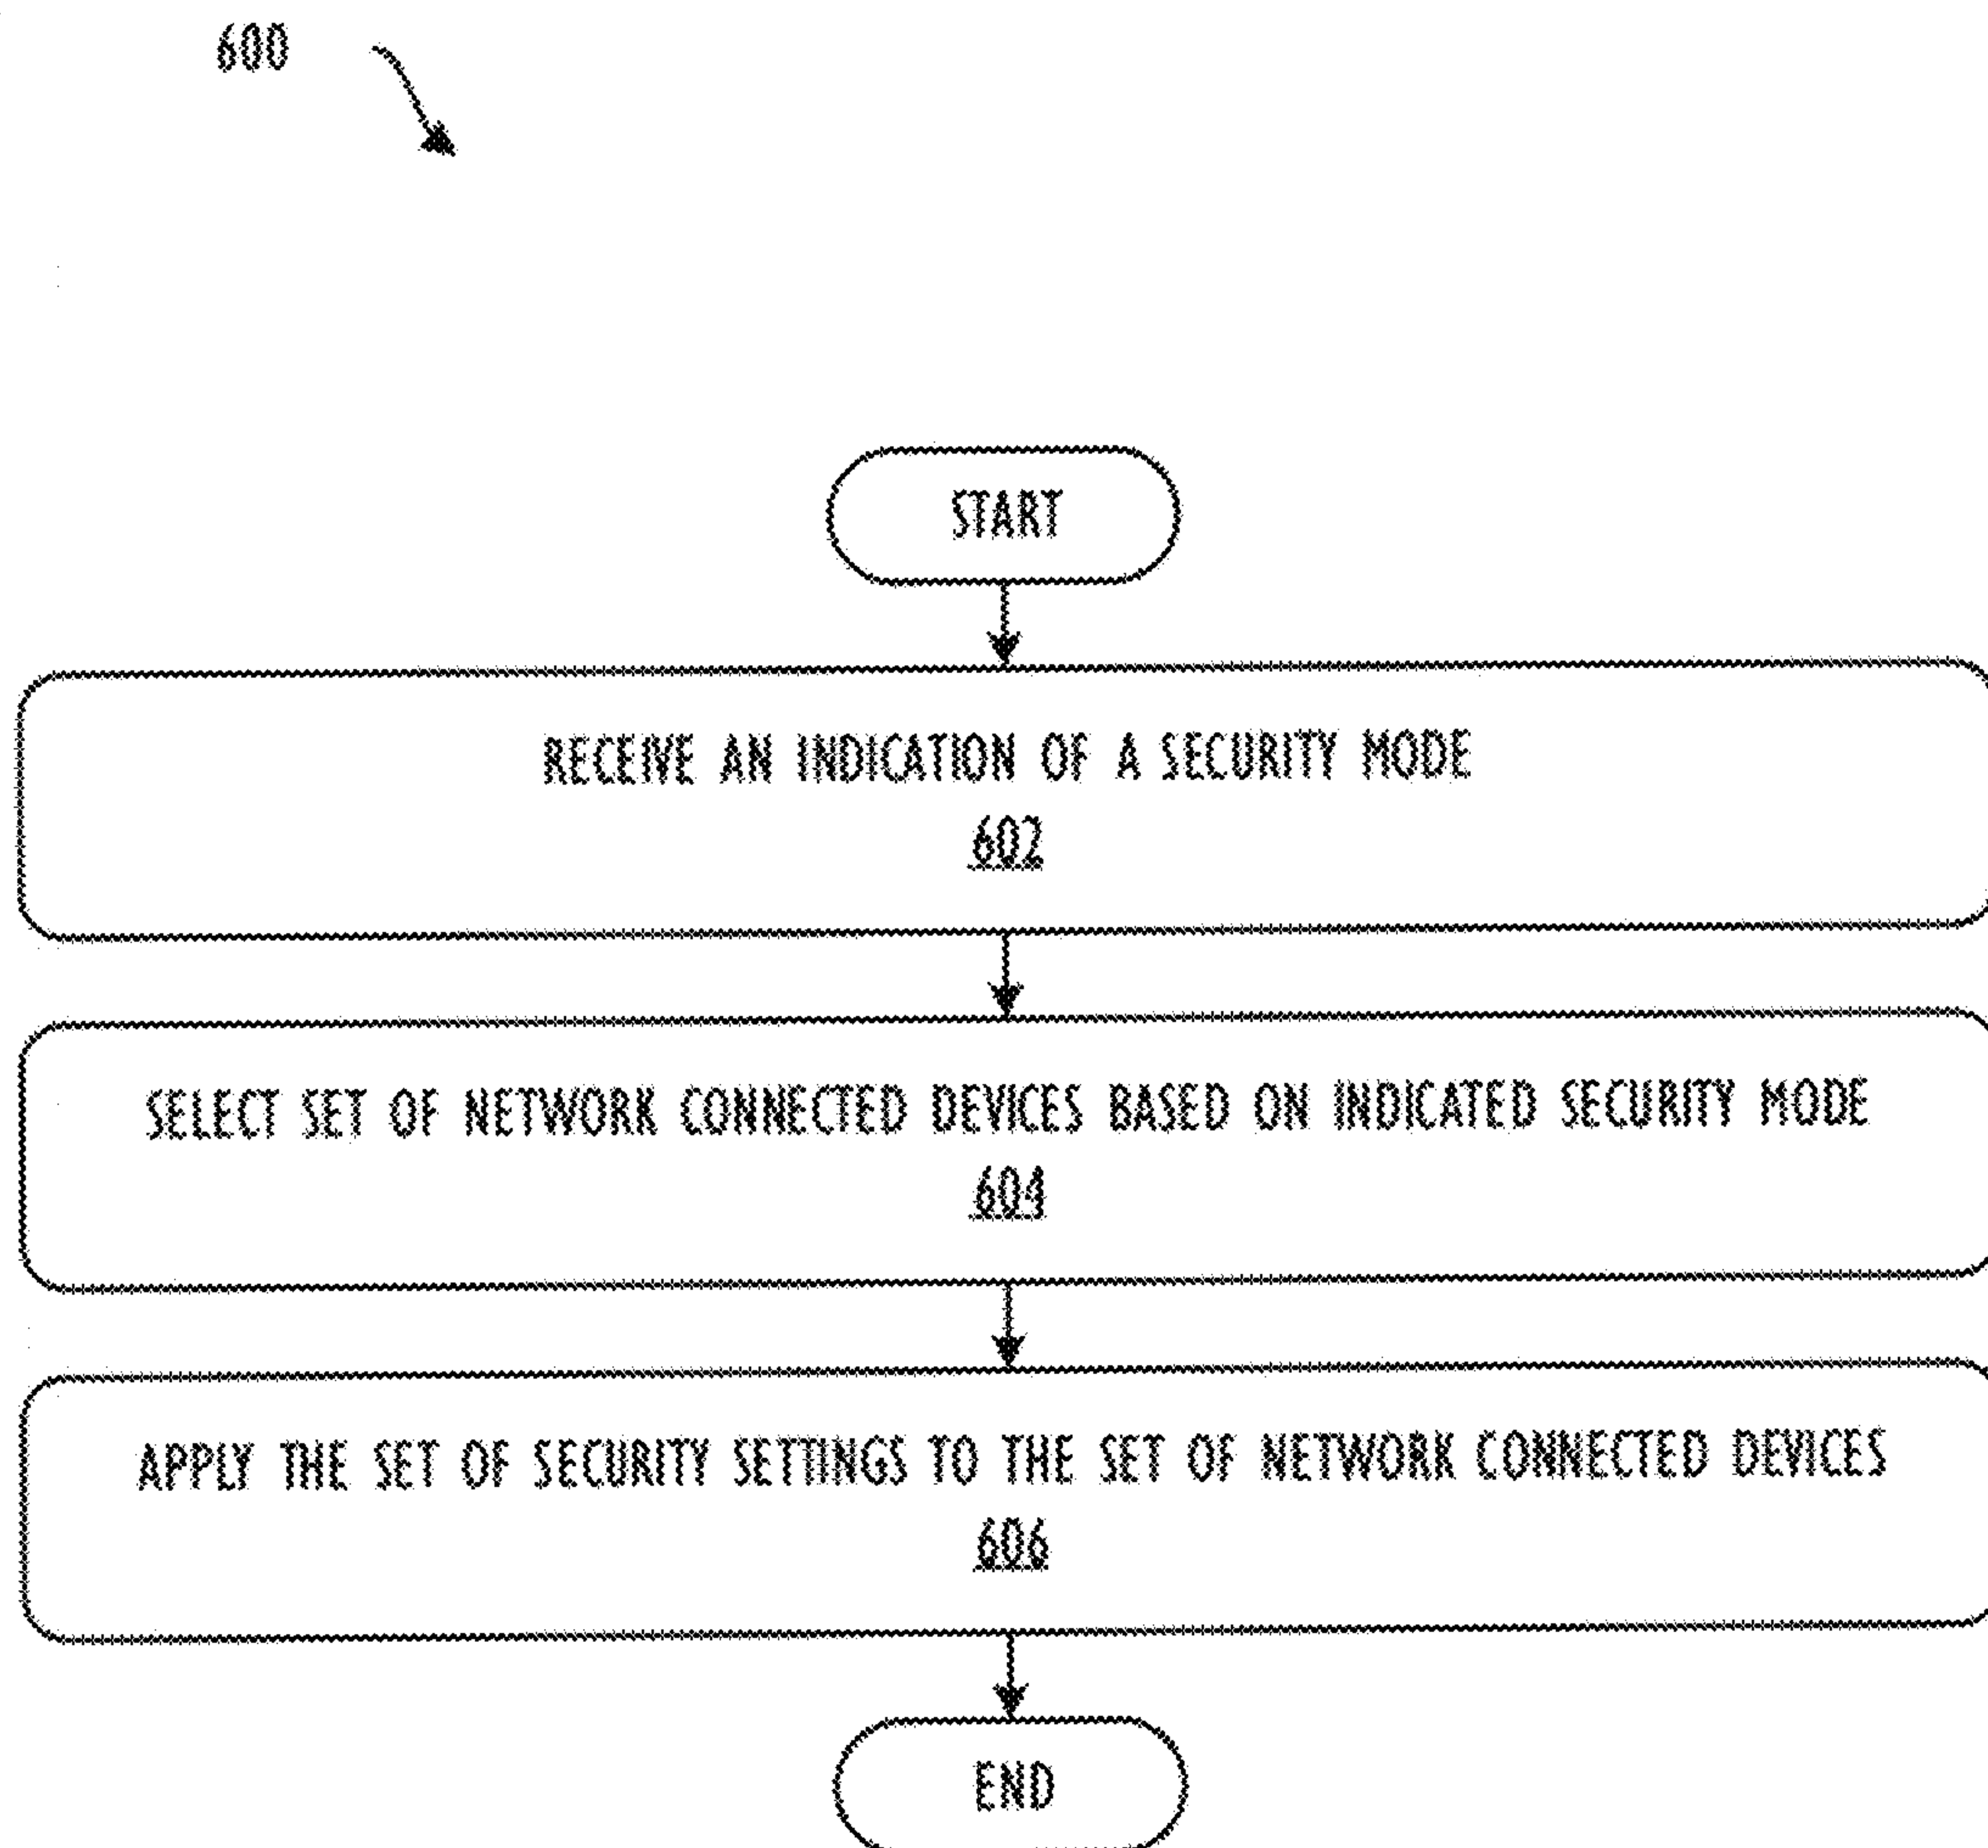 600
START
RECEIVE AN INDICATION OF A SECURITY MODE
602
SELECT SET OF NETWORK CONNECTED DEVICES BASED ON INDICATED SECURITY MODE
604
APPLY THE SET OF SECURITY SETTINGS TO THE SET OF NETWORK CONNECTED DEVICES
606
END